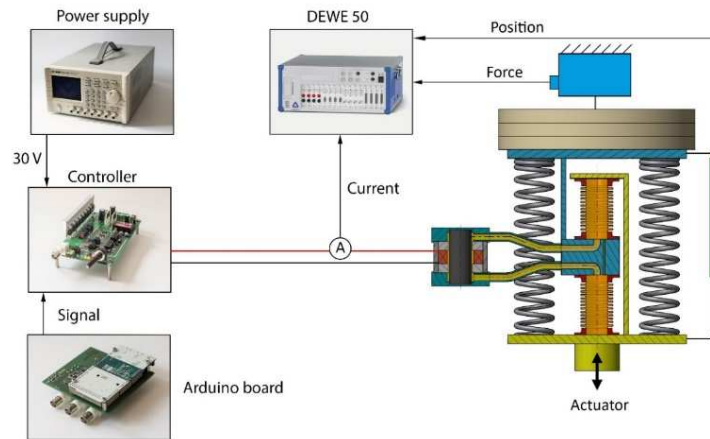 Power supply
DEWE 50
Position
Force
30 V
Controller
Current
A
Signal
Arduino board
Actuator